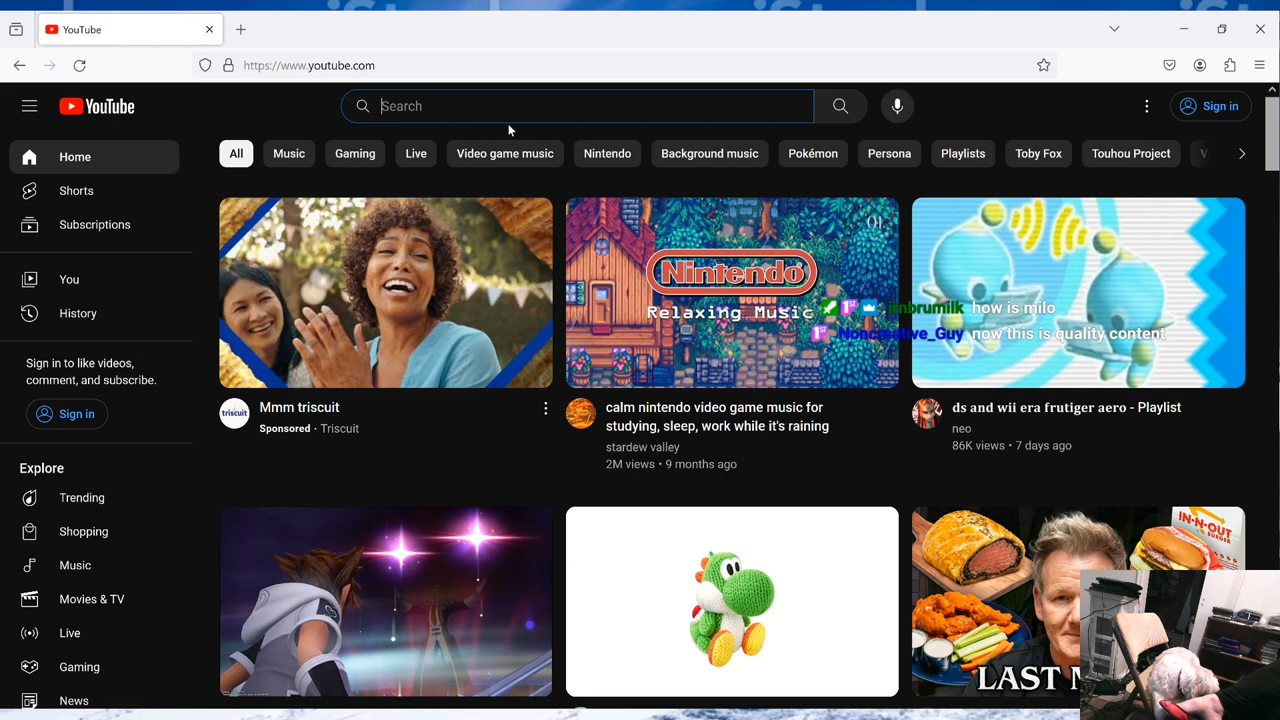 YouTube
https://www.youtube.com
YouTube
Search
Sign in
All
Music
Gaming
Live
Video game music
Nintendo
Background music
Pokémon
Persona
Playlists
Toby Fox
Touhou Project
Home
Shorts
Subscriptions
You
History
Sign in to like videos,
comment, and subscribe.
Sign in
Explore
Trending
Shopping
Music
Movies & TV
Live
Gaming
News
Nintendo
Relaxing Music
01.
irnbrumilk how is milo
Noncreative_Guy now this is quality content
triscuit
Mmm triscuit
Sponsored · Triscuit
calm nintendo video game music for
studying, sleep, work while it's raining
stardew valley
2M views • 9 months ago
ds and wii era frutiger aero - Playlist
neo
86K views • 7 days ago
IN-N-OUT
BURGER
LAST